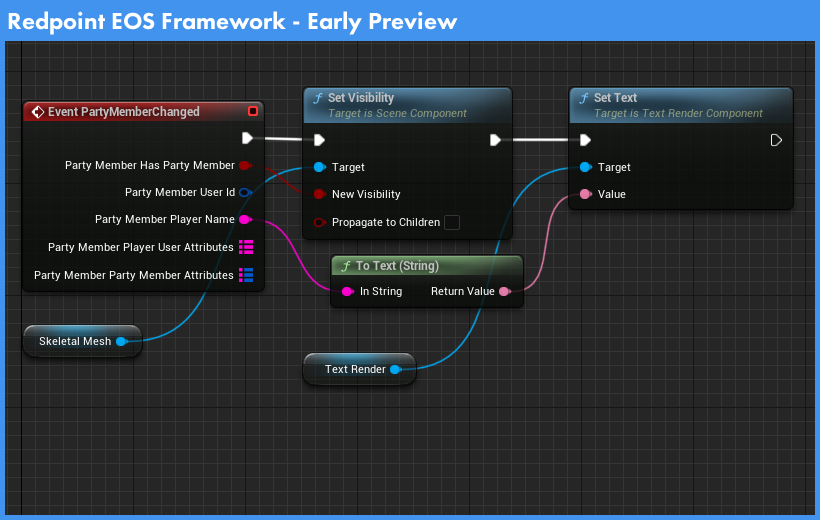 Redpoint EOS Framework - Early Preview
Event PartyMemberChanged
Party Member Has Party Member
Party Member User Id
Party Member Player Name
Party Member Player User Attributes
Party Member Party Member Attributes
Skeletal Mesh
f Set Visibility
Target is Scene Component
Target
New Visibility
Propagate to Children
f To Text (String)
In String Return Value
Text Render
f Set Text
Target is Text Render Component
Target
Value